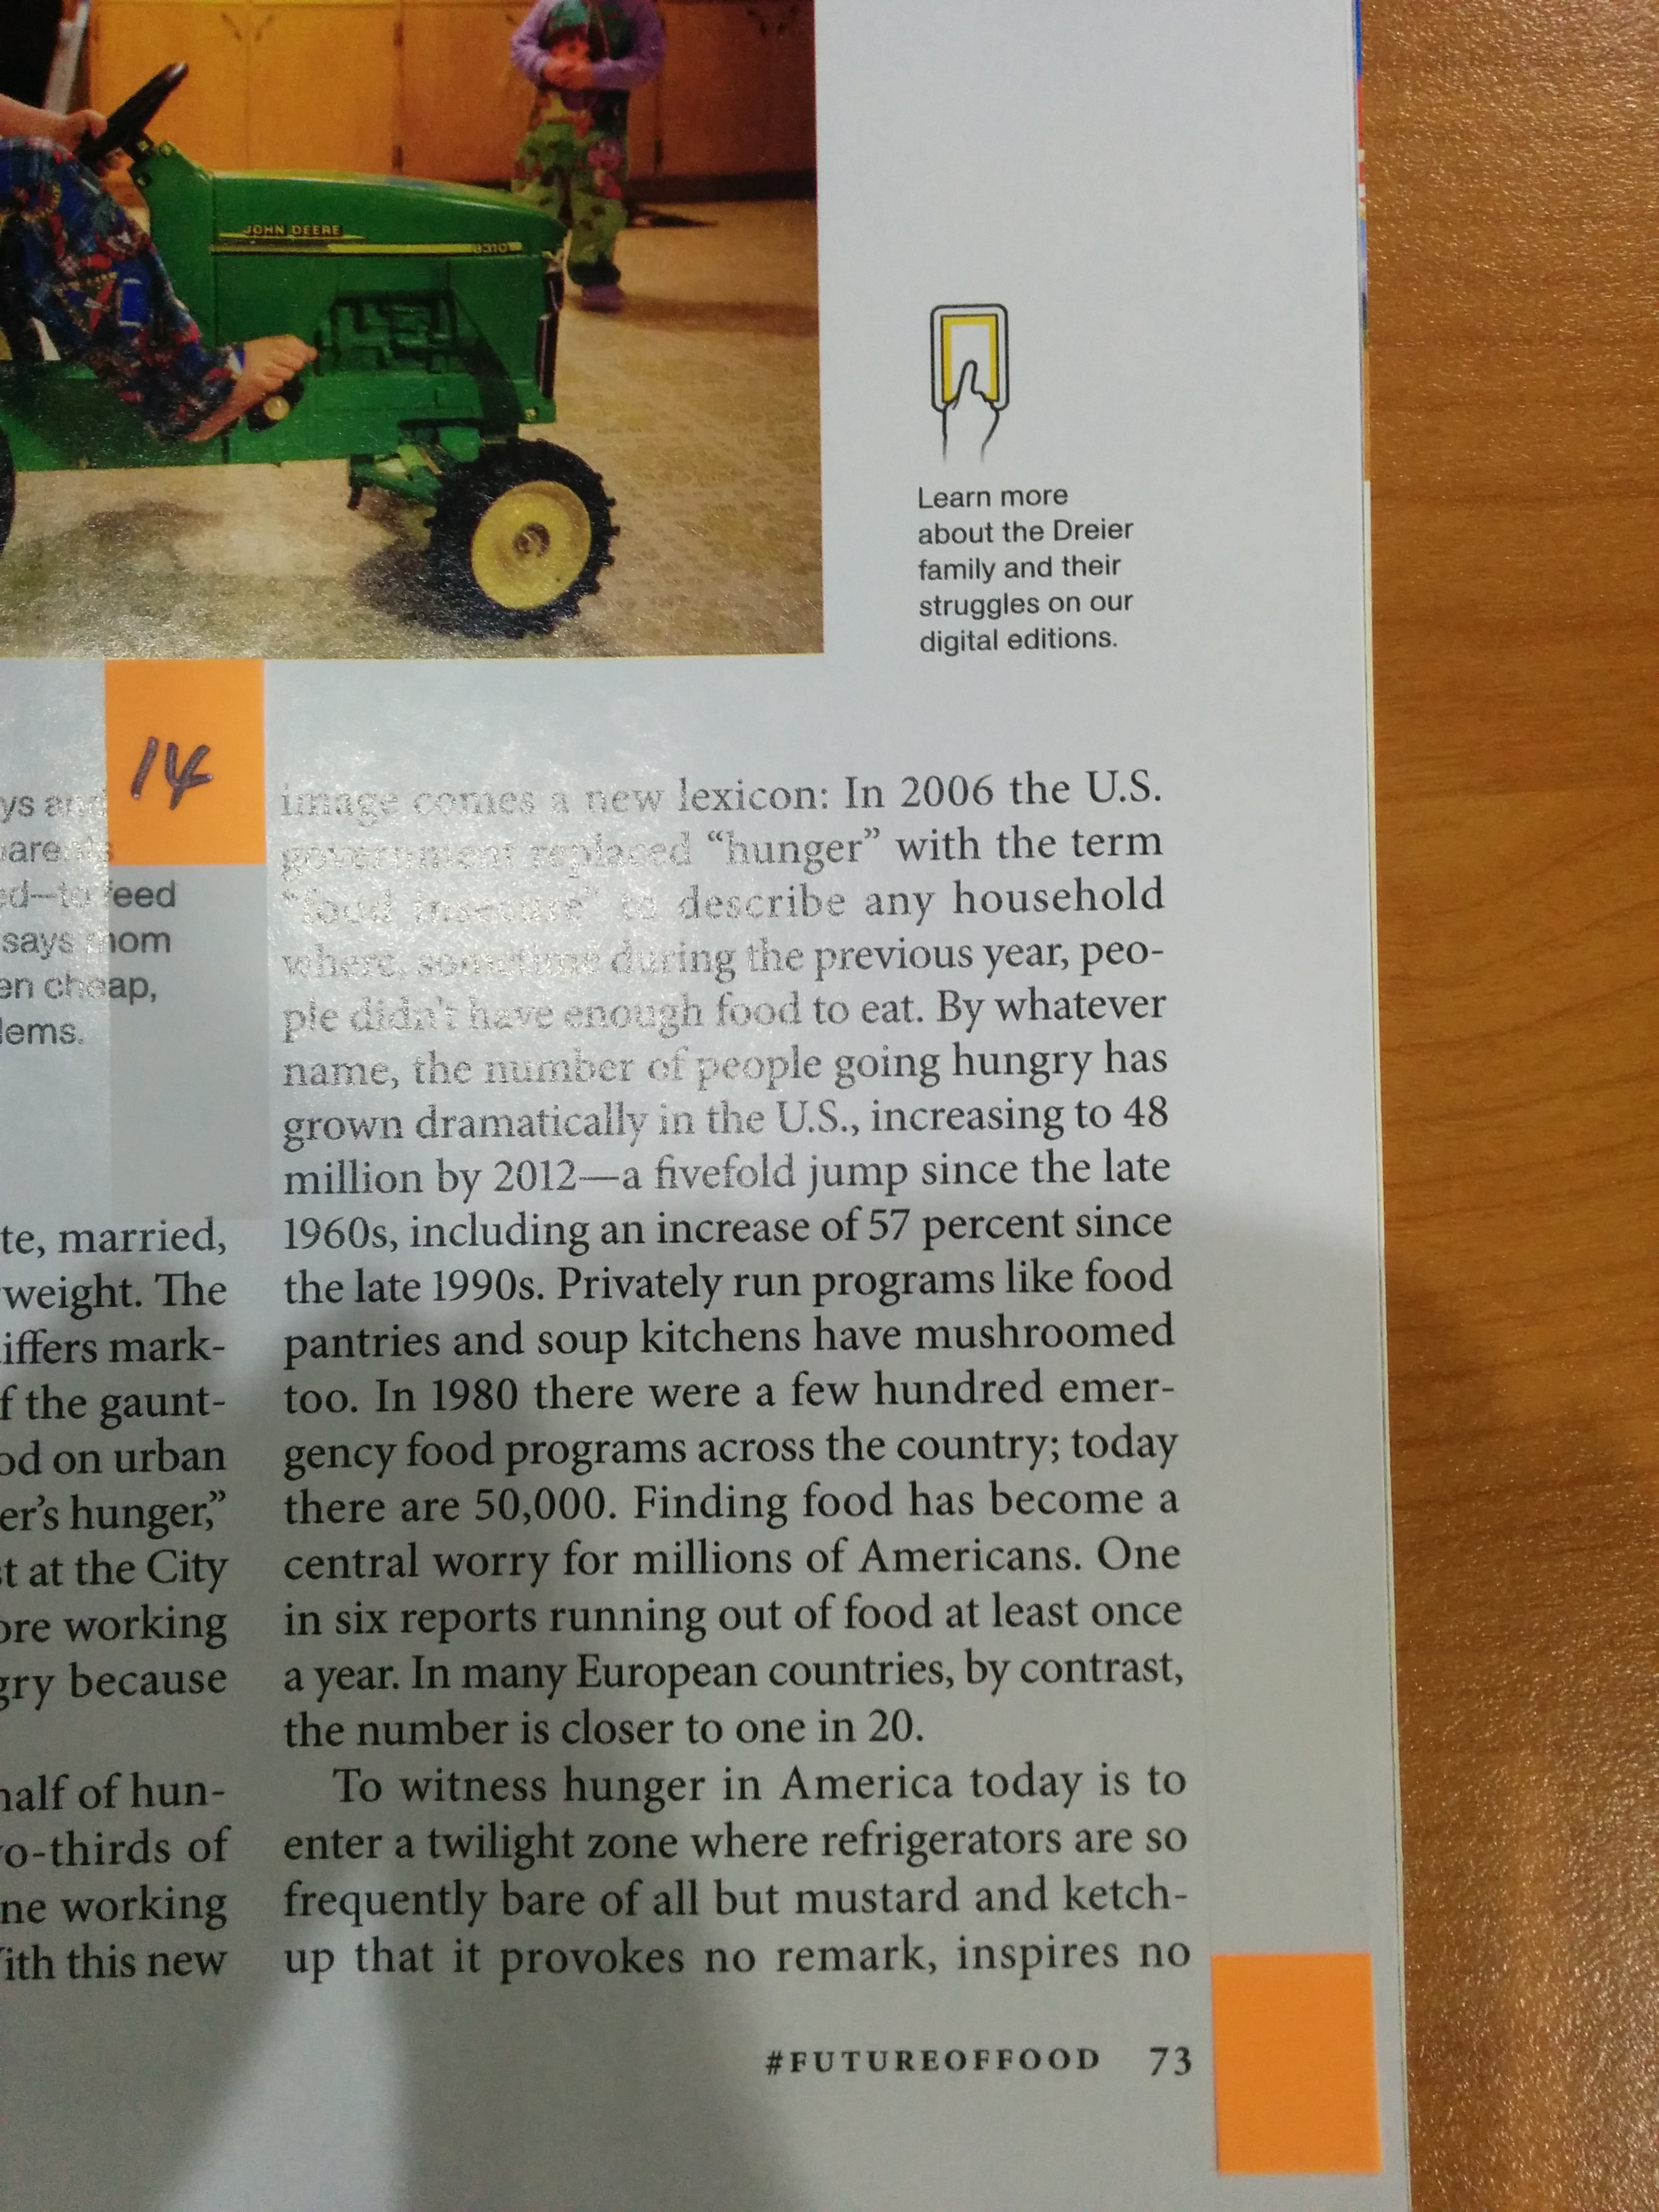 JOHN DEERE
8310
Learn more
about the Dreier
family and their
struggles on our
digital editions.
14
ys and
parents
ed—to feed
says mom
en cheap,
lems.
te, married,
weight. The
iffers mark-
f the gaunt-
od on urban
er’s hunger,”
t at the City
ore working
gry because
half of hun-
o-thirds of
ne working
ith this new
image comes a new lexicon: In 2006 the U.S.
government replaced “hunger” with the term
“food insecure” to describe any household
where, sometime during the previous year, peo-
ple didn’t have enough food to eat. By whatever
name, the number of people going hungry has
grown dramatically in the U.S., increasing to 48
million by 2012—a fivefold jump since the late
1960s, including an increase of 57 percent since
the late 1990s. Privately run programs like food
pantries and soup kitchens have mushroomed
too. In 1980 there were a few hundred emer-
gency food programs across the country; today
there are 50,000. Finding food has become a
central worry for millions of Americans. One
in six reports running out of food at least once
a year. In many European countries, by contrast,
the number is closer to one in 20.
To witness hunger in America today is to
enter a twilight zone where refrigerators are so
frequently bare of all but mustard and ketch-
up that it provokes no remark, inspires no
#FUTUREOFFOOD 73